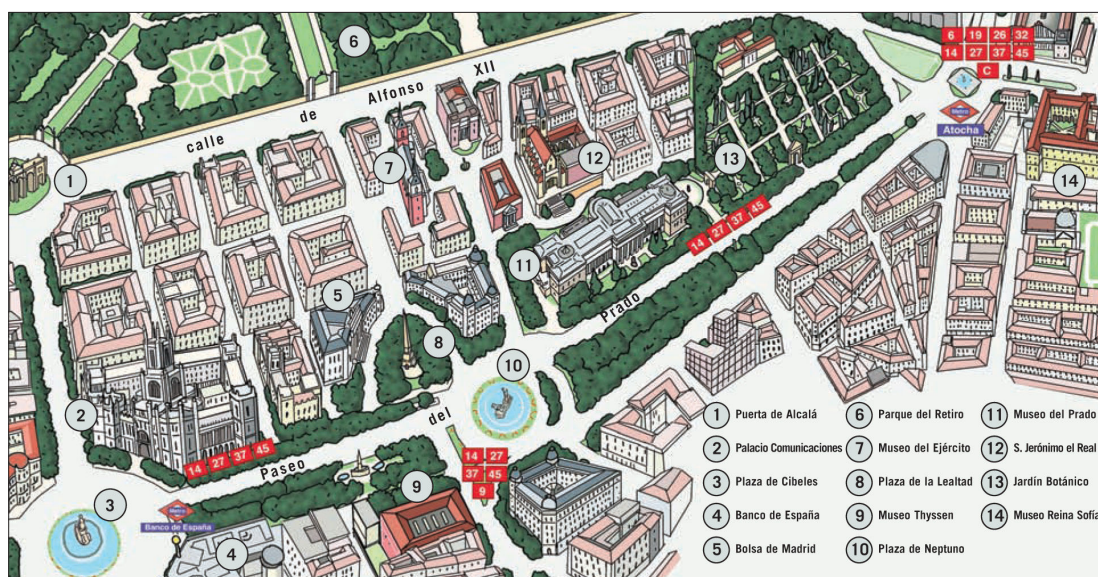 6 19 26 32
14 27 37 45
C
Metro
Atocha
6
calle de Alfonso XII
1
7
12
13
14
14 27 37 45
11
5
8
Paseo del Prado
10
2
14 27 37 45
14 27
37 45
9
9
3
Metro
Banco de España
4
1 Puerta de Alcalá
2 Palacio Comunicaciones
3 Plaza de Cibeles
4 Banco de España
5 Bolsa de Madrid
6 Parque del Retiro
7 Museo del Ejército
8 Plaza de la Lealtad
9 Museo Thyssen
10 Plaza de Neptuno
11 Museo del Prado
12 S. Jerónimo el Real
13 Jardín Botánico
14 Museo Reina Sofía